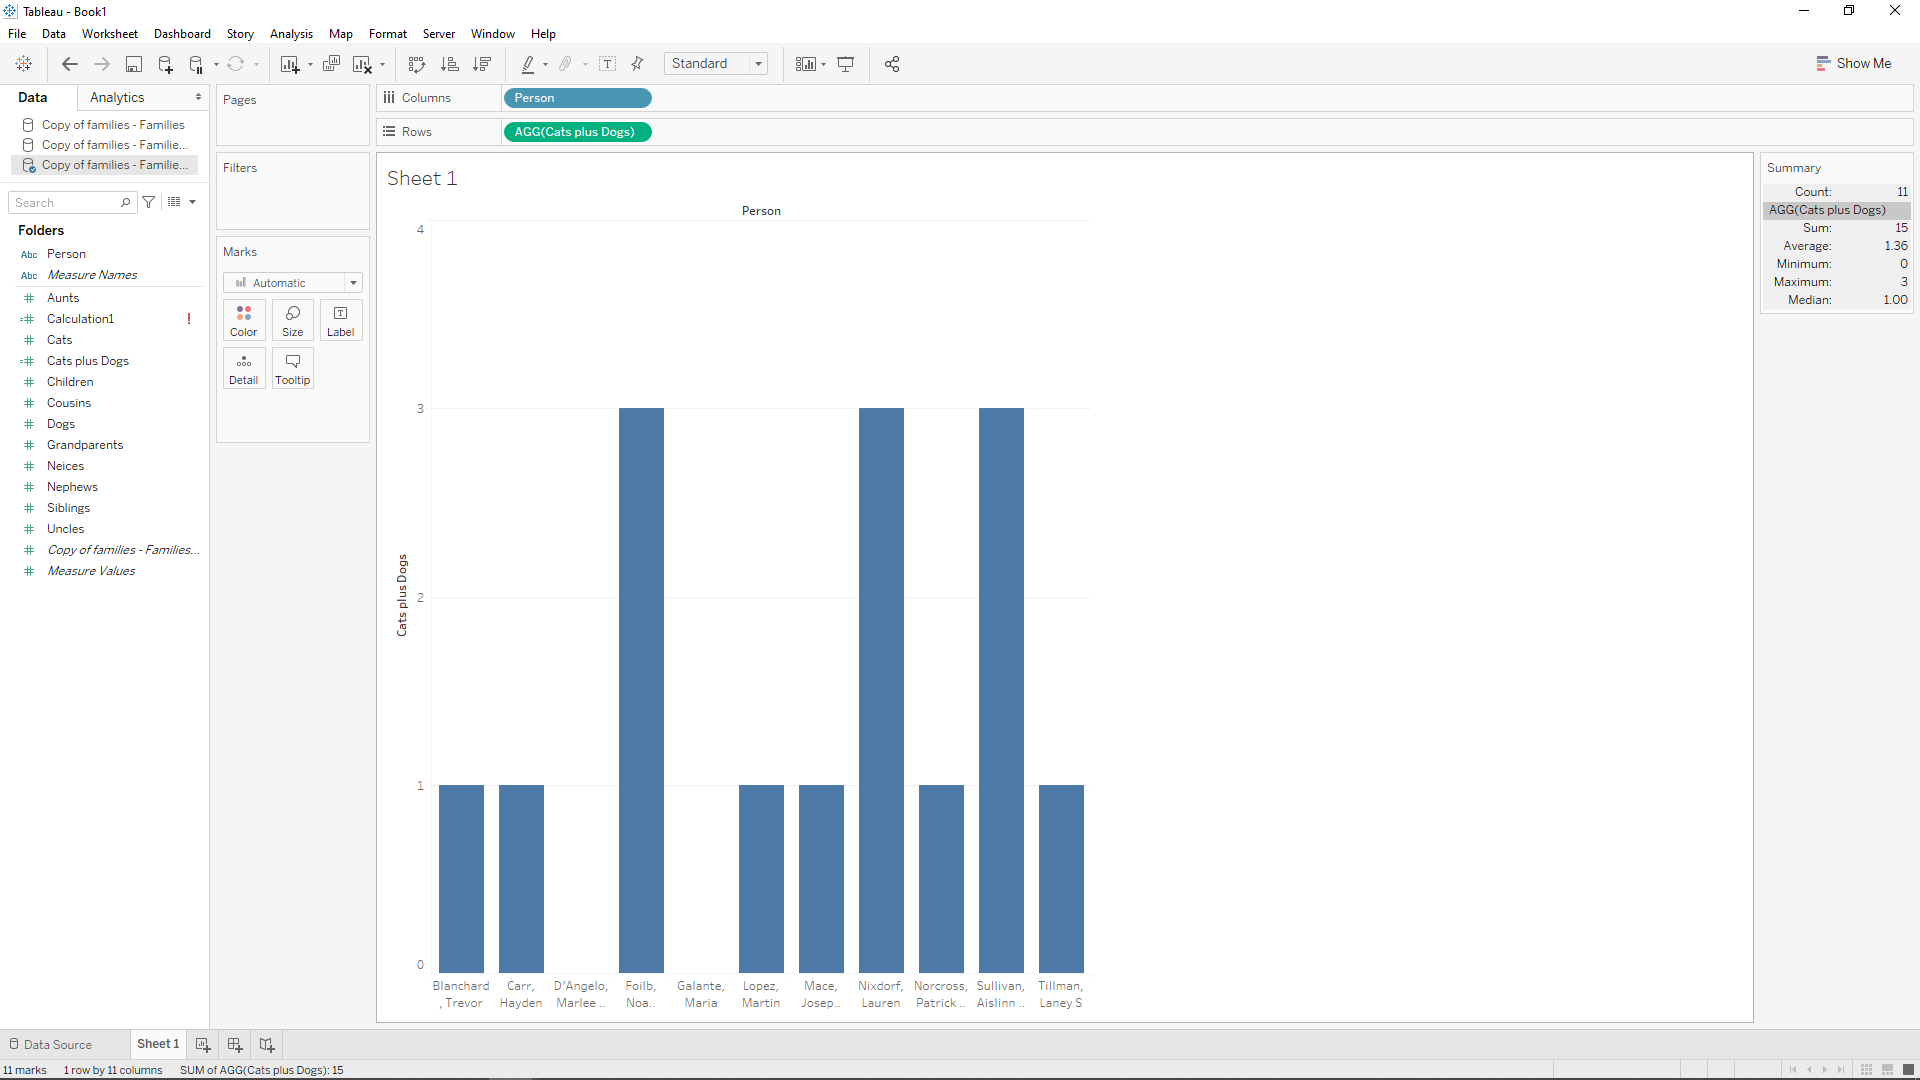 Tableau - Book1
File Data Worksheet Dashboard Story Analysis Map Format Server Window Help
Standard
Show Me
Data Analytics
Copy of families - Families
Copy of families - Familie...
Copy of families - Familie...
Search
Folders
Abc Person
Abc Measure Names
Aunts
Calculation1 !
Cats
Cats plus Dogs
Children
Cousins
Dogs
Grandparents
Neices
Nephews
Siblings
Uncles
Copy of families - Families...
Measure Values
Pages
Filters
Marks
Automatic
Color Size Label
Detail Tooltip
Columns Person
Rows AGG(Cats plus Dogs)
Sheet 1
Person
4
3
2
1
0
Cats plus Dogs
Blanchard
, Trevor
Carr,
Hayden
D'Angelo,
Marlee ..
Foilb,
Noa..
Galante,
Maria
Lopez,
Martin
Mace,
Josep..
Nixdorf,
Lauren
Norcross,
Patrick ..
Sullivan,
Aislinn ..
Tillman,
Laney S
Summary
Count: 11
AGG(Cats plus Dogs)
Sum: 15
Average: 1.36
Minimum: 0
Maximum: 3
Median: 1.00
Data Source Sheet 1
11 marks 1 row by 11 columns SUM of AGG(Cats plus Dogs): 15